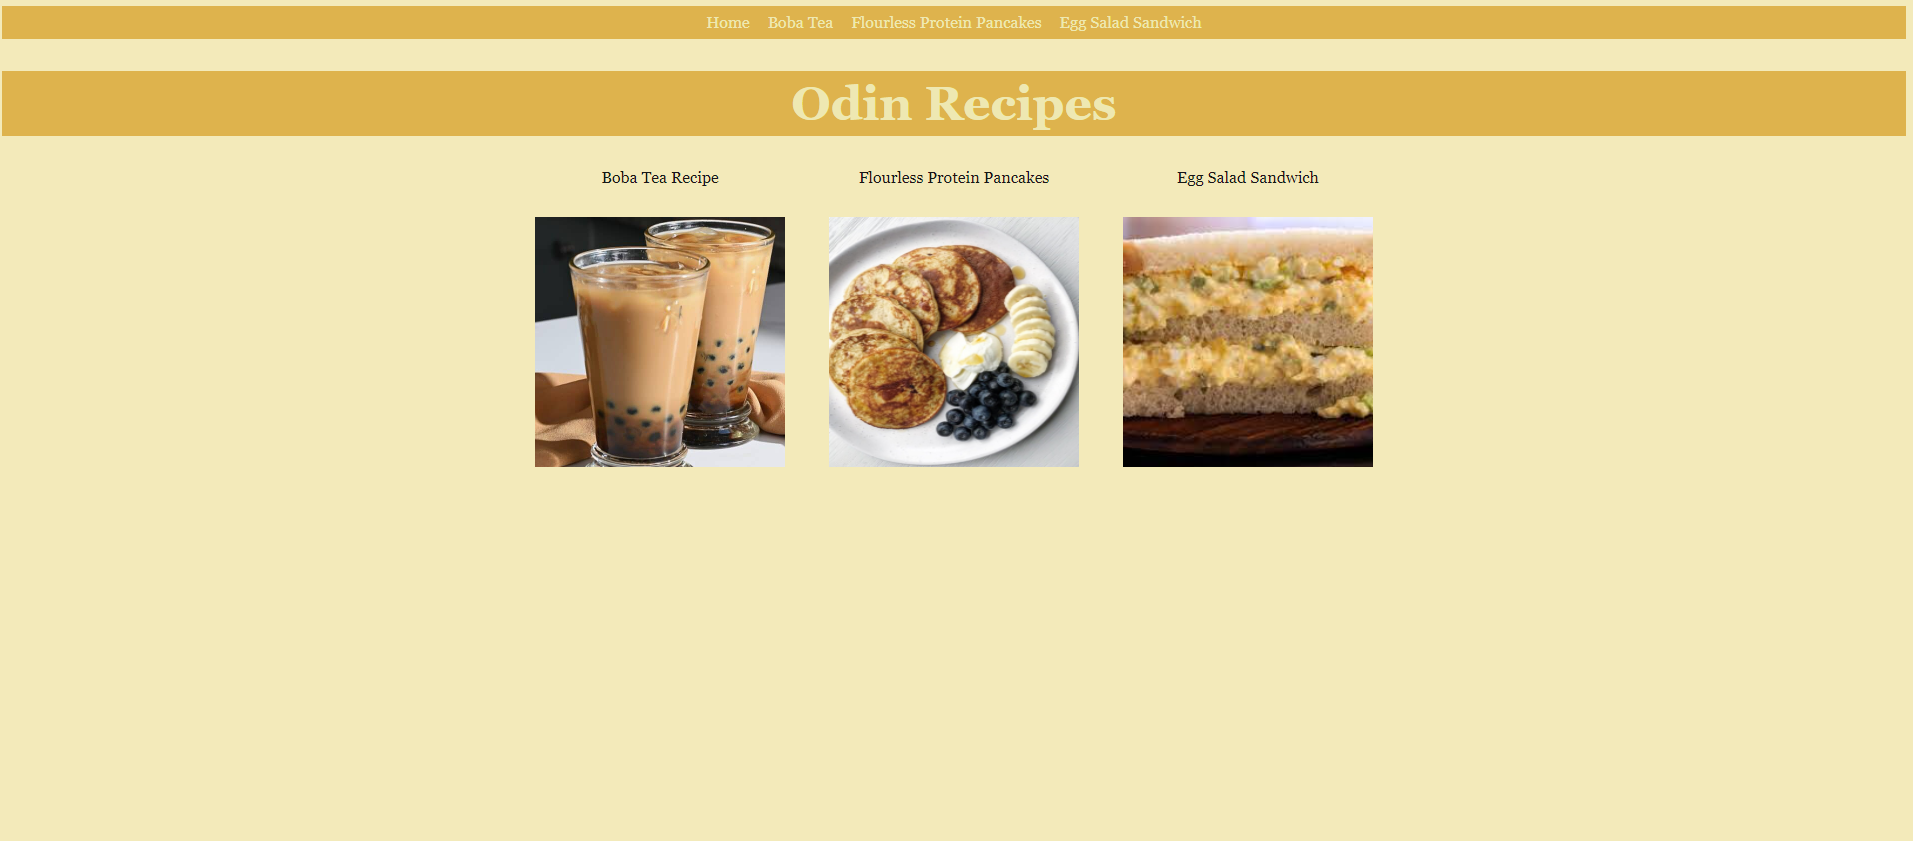 Home Boba Tea Flourless Protein Pancakes Egg Salad Sandwich
Odin Recipes
Boba Tea Recipe Flourless Protein Pancakes Egg Salad Sandwich